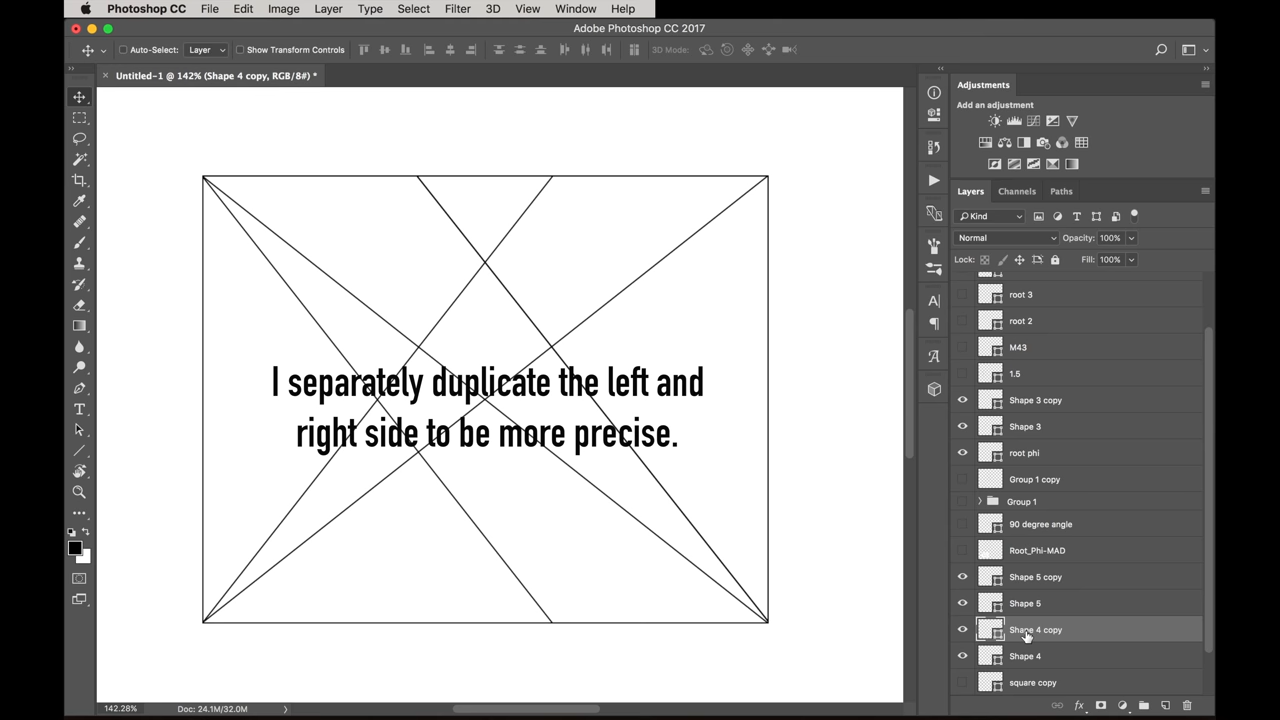 Photoshop CC File Edit Image Layer Type Select Filter 3D View Window Help
Adobe Photoshop CC 2017
Auto-Select: Layer Show Transform Controls 3D Mode:
× Untitled-1 @ 142% (Shape 4 copy, RGB/8#) *
Adjustments
Add an adjustment
Layers Channels Paths
Kind
Normal Opacity: 100%
Lock: Fill: 100%
root 3
root 2
M43
1.5
Shape 3 copy
Shape 3
root phi
Group 1 copy
Group 1
90 degree angle
Root_Phi-MAD
Shape 5 copy
Shape 5
Shape 4 copy
Shape 4
square copy
I separately duplicate the left and
right side to be more precise.
142.28% Doc: 24.1M/32.0M